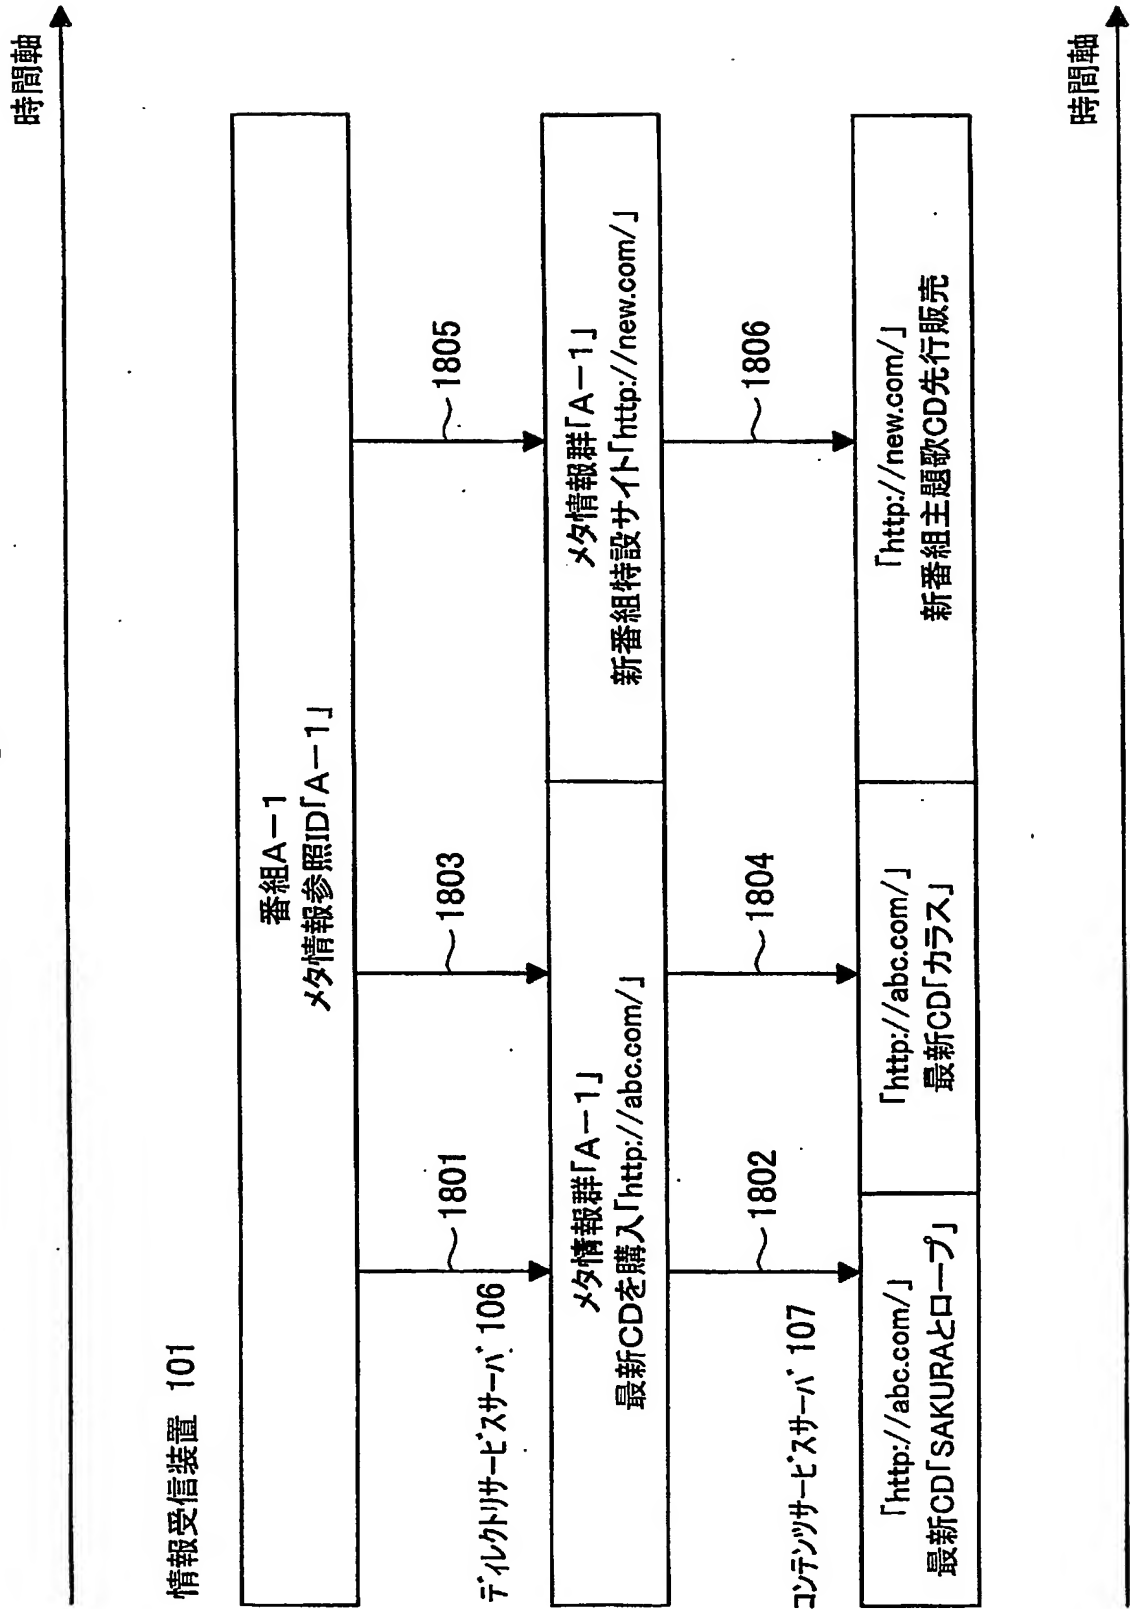 時間軸
情報受信装置 101
番組A－1
メタ情報参照ID「A－1」
1801
1803
1805
ディレクトリサービスサーバ 106
メタ情報群「A－1」
最新CDを購入「http://abc.com/」
メタ情報群「A－1」
新番組特設サイト「http://new.com/」
1802
1804
1806
コンテンツサービスサーバ 107
「http://abc.com/」
最新CD「SAKURAとロープ」
「http://abc.com/」
最新CD「カラス」
「http://new.com/」
新番組主題歌CD先行販売
時間軸